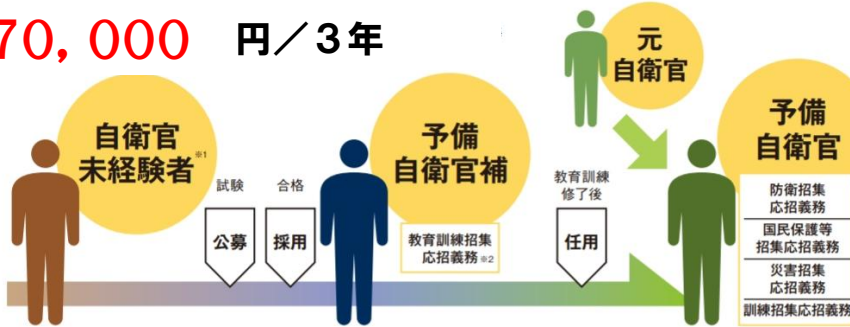 70,000 円／3年
元
自衛官
自衛官
未経験者※1
試験
合格
公募
採用
予備
自衛官補
教育訓練招集
応招義務※2
教育訓練
修了後
任用
予備
自衛官
防衛招集
応招義務
国民保護等
招集応招義務
災害招集
応招義務
訓練招集応招義務